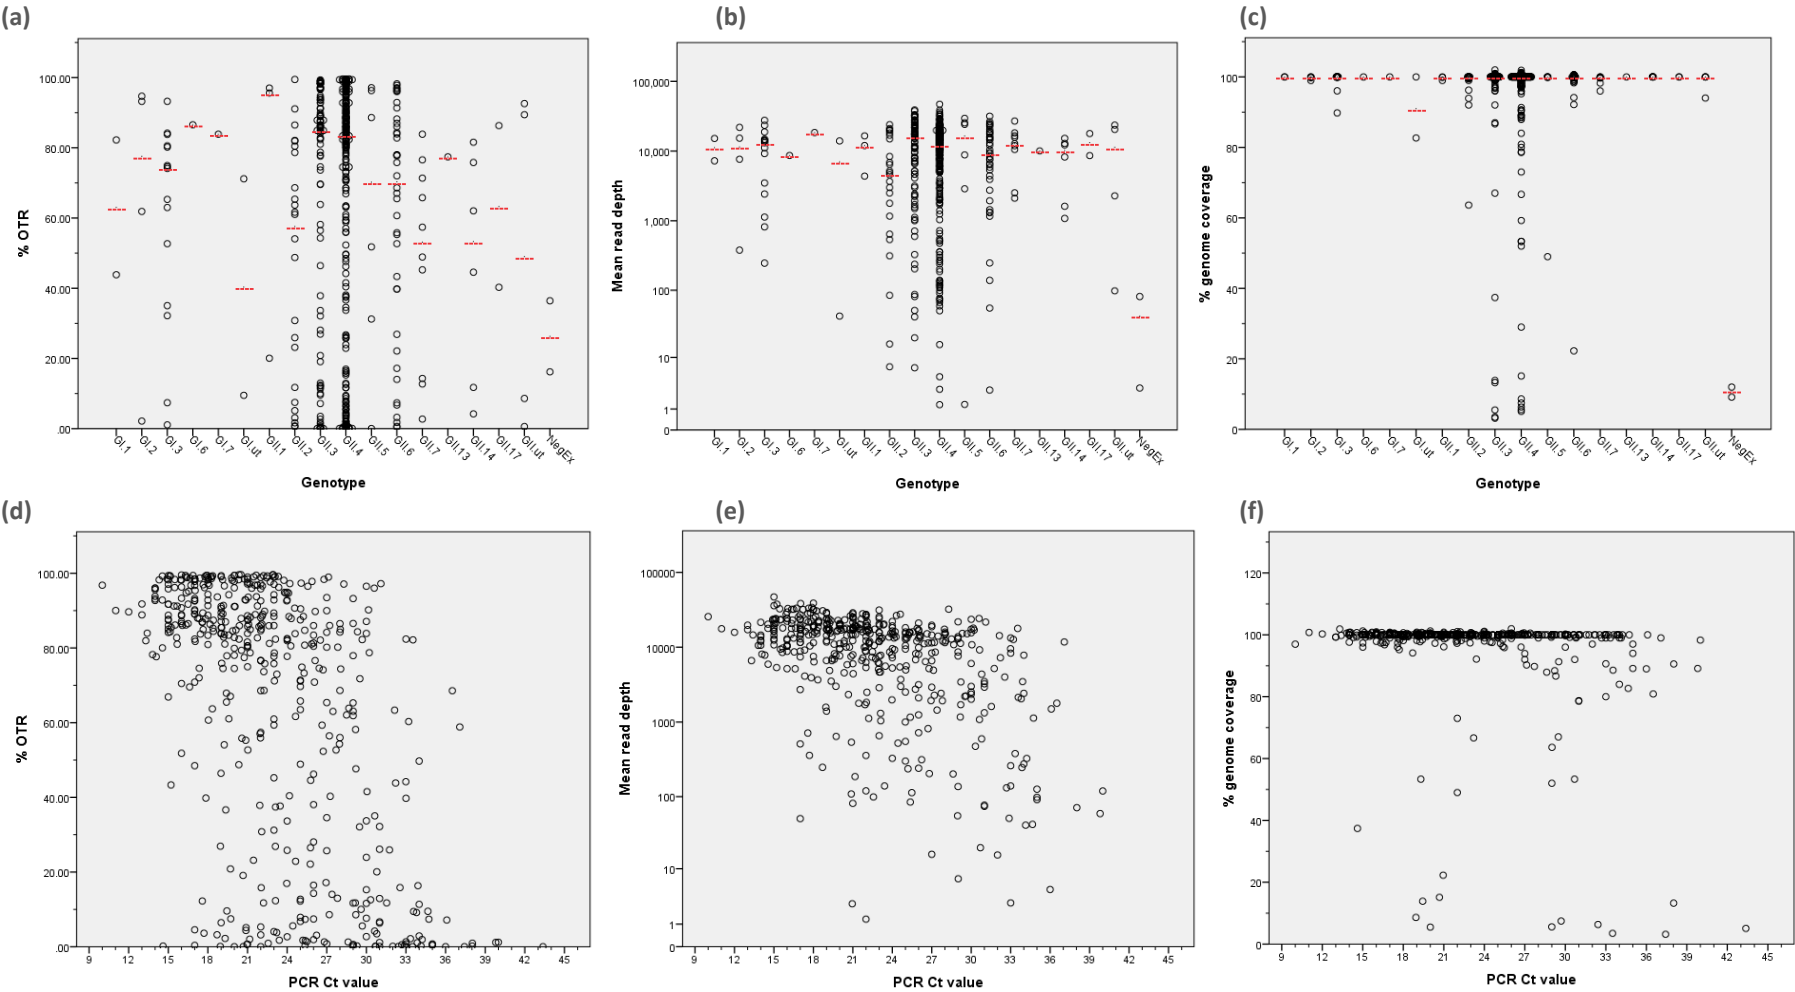 (a)
100.00
80.00
60.00
40.00
20.00
.00
% OTR
GI.1
GI.2
GI.3
GI.6
GI.7
GI.ut
GII.1
GII.2
GII.3
GII.4
GII.5
GII.6
GII.7
GII.13
GII.14
GII.17
GII.ut
NegEx
Genotype
(b)
100,000
10,000
1,000
100
10
1
0
Mean read depth
GI.1
GI.2
GI.3
GI.6
GI.7
GI.ut
GII.1
GII.2
GII.3
GII.4
GII.5
GII.6
GII.7
GII.13
GII.14
GII.17
GII.ut
NegEx
Genotype
(c)
100
80
60
40
20
0
% genome coverage
GI.1
GI.2
GI.3
GI.6
GI.7
GI.ut
GII.1
GII.2
GII.3
GII.4
GII.5
GII.6
GII.7
GII.13
GII.14
GII.17
GII.ut
NegEx
Genotype
(d)
100.00
80.00
60.00
40.00
20.00
.00
% OTR
9 12 15 18 21 24 27 30 33 36 39 42 45
PCR Ct value
(e)
100000
10000
1000
100
10
1
0
Mean read depth
9 12 15 18 21 24 27 30 33 36 39 42 45
PCR Ct value
(f)
120
100
80
60
40
20
0
% genome coverage
9 12 15 18 21 24 27 30 33 36 39 42 45
PCR Ct value